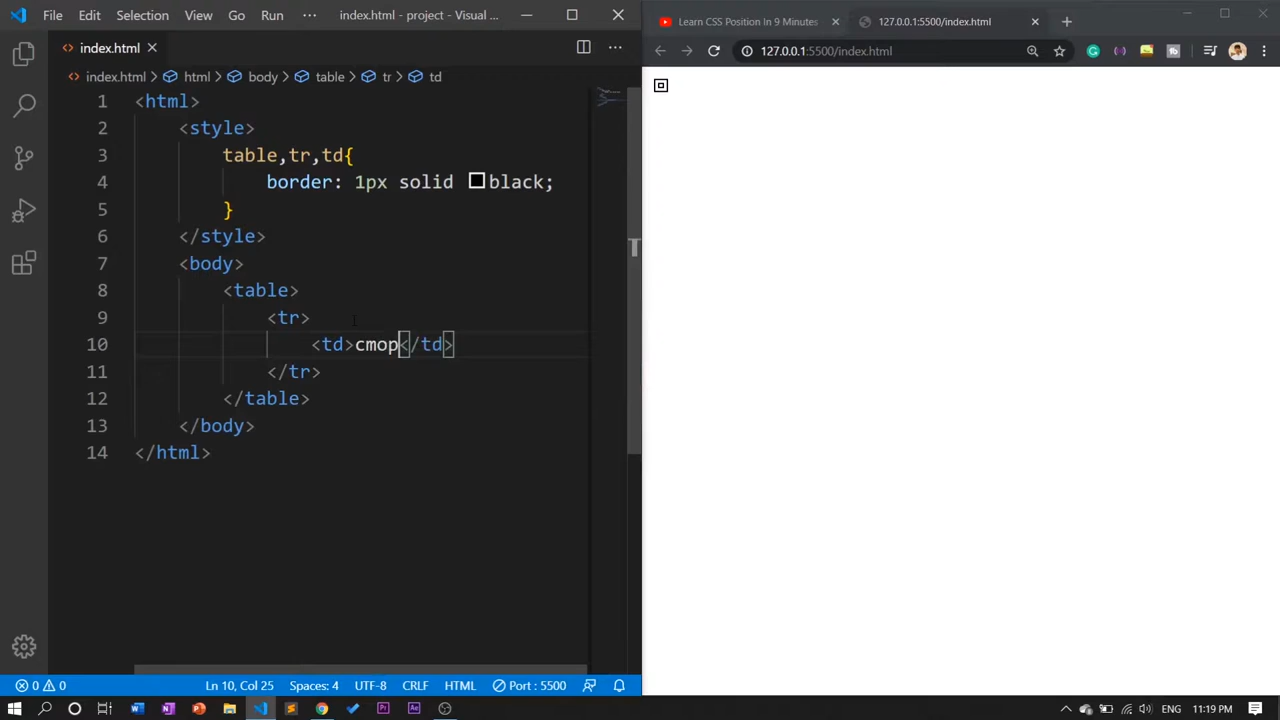 File Edit Selection View Go Run ··· index.html - project - Visual ...
index.html
index.html > html > body > table > tr > td
1 <html>
2 <style>
3 table,tr,td{
4 border: 1px solid black;
5 }
6 </style>
7 <body>
8 <table>
9 <tr>
10 <td>cmop</td>
11 </tr>
12 </table>
13 </body>
14 </html>
0 0 Ln 10, Col 25 Spaces: 4 UTF-8 CRLF HTML Port : 5500
Learn CSS Position In 9 Minutes
127.0.0.1:5500/index.html
127.0.0.1:5500/index.html
ENG 11:19 PM